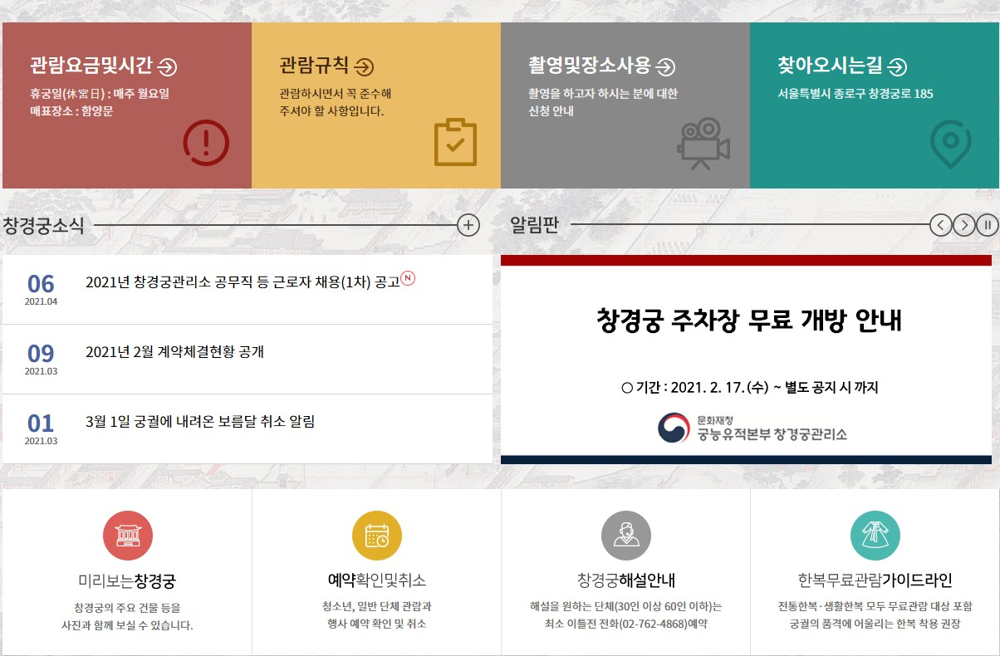 관람요금및시간
휴궁일(休宮日) : 매주 월요일
매표장소 : 함양문
관람규칙
관람하시면서 꼭 준수해
주셔야 할 사항입니다.
촬영및장소사용
촬영을 하고자 하시는 분에 대한
신청 안내
찾아오시는길
서울특별시 종로구 창경궁로 185
창경궁소식
06
2021.04
2021년 창경궁관리소 공무직 등 근로자 채용(1차) 공고 N
09
2021.03
2021년 2월 계약체결현황 공개
01
2021.03
3월 1일 궁궐에 내려온 보름달 취소 알림
알림판
창경궁 주차장 무료 개방 안내
○ 기간 : 2021. 2. 17.(수) ~ 별도 공지 시 까지
문화재청
궁능유적본부 창경궁관리소
미리보는창경궁
창경궁의 주요 건물 등을
사진과 함께 보실 수 있습니다.
예약확인및취소
청소년, 일반 단체 관람과
행사 예약 확인 및 취소
창경궁해설안내
해설을 원하는 단체(30인 이상 60인 이하)는
최소 이틀전 전화(02-762-4868)예약
한복무료관람가이드라인
전통한복·생활한복 모두 무료관람 대상 포함
궁궐의 품격에 어울리는 한복 착용 권장